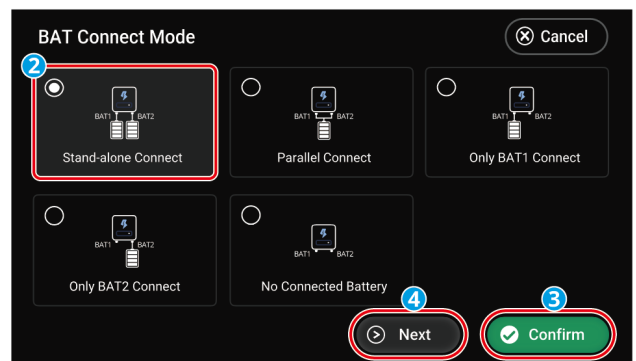 BAT Connect Mode
Cancel
2
BAT1 BAT2
Stand-alone Connect
BAT1 BAT2
Parallel Connect
BAT1 BAT2
Only BAT1 Connect
BAT1 BAT2
Only BAT2 Connect
BAT1 BAT2
No Connected Battery
4
3
Next
Confirm